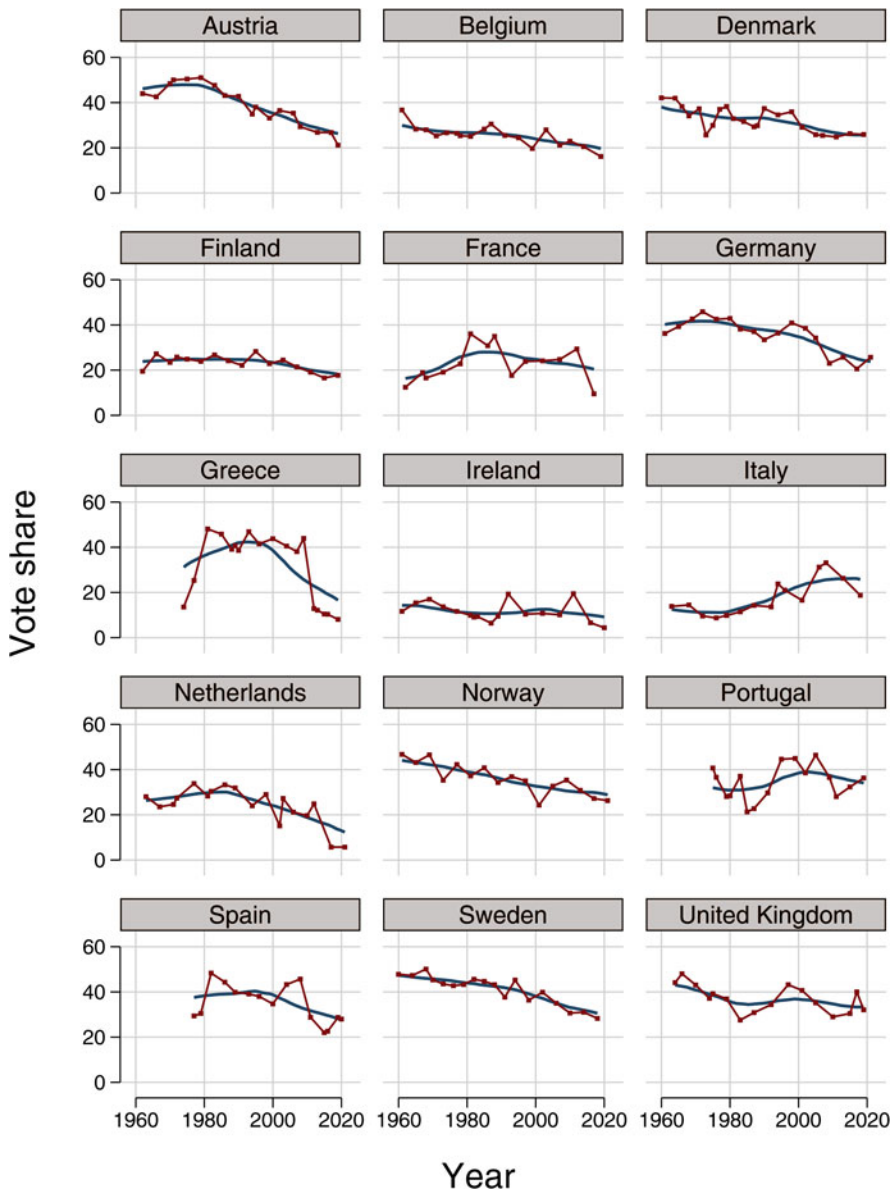 Austria Belgium Denmark
60
40
20
0
Finland France Germany
60
40
20
0
Greece Ireland Italy
60
40
20
0
Vote share
Netherlands Norway Portugal
60
40
20
0
Spain Sweden United Kingdom
60
40
20
0
1960 1980 2000 2020 1960 1980 2000 2020 1960 1980 2000 2020
Year